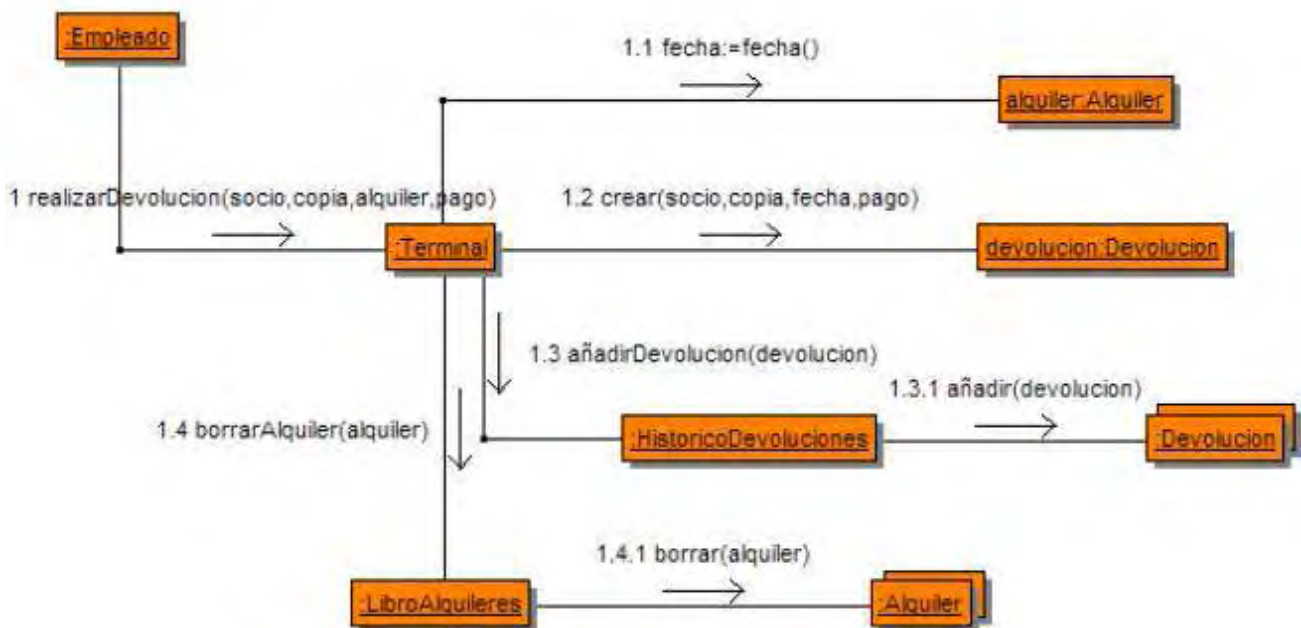 :Empleado
1.1 fecha:=fecha()
alquiler:Alquiler
1 realizarDevolucion(socio,copia,alquiler,pago)
1.2 crear(socio,copia,fecha,pago)
:Terminal
devolucion:Devolucion
1.3 añadirDevolucion(devolucion)
1.3.1 añadir(devolucion)
1.4 borrarAlquiler(alquiler)
:HistoricoDevoluciones
:Devolucion
1.4.1 borrar(alquiler)
:LibroAlquileres
:Alquiler